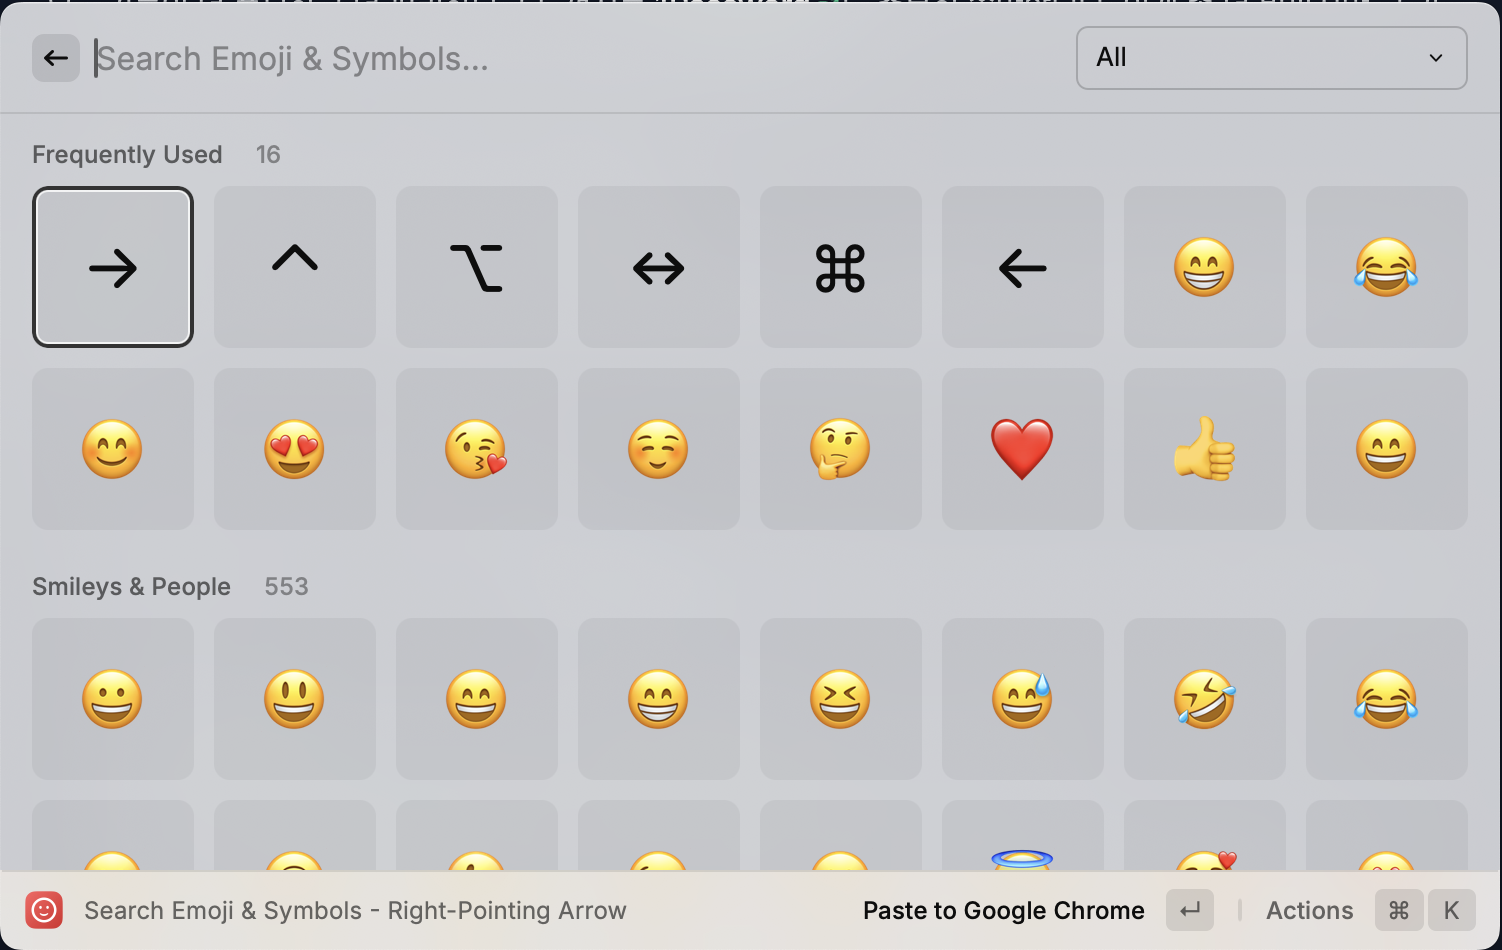 Search Emoji & Symbols...
All
Frequently Used 16
→ ^ ⌥ ↔ ⌘ ← 😁 😂
😊 😍 😘 ☺️ 🤔 ❤️ 👍 😄
Smileys & People 553
😀 😃 😄 😁 😆 😅 🤣 😂
Search Emoji & Symbols - Right-Pointing Arrow
Paste to Google Chrome ↵ | Actions ⌘ K